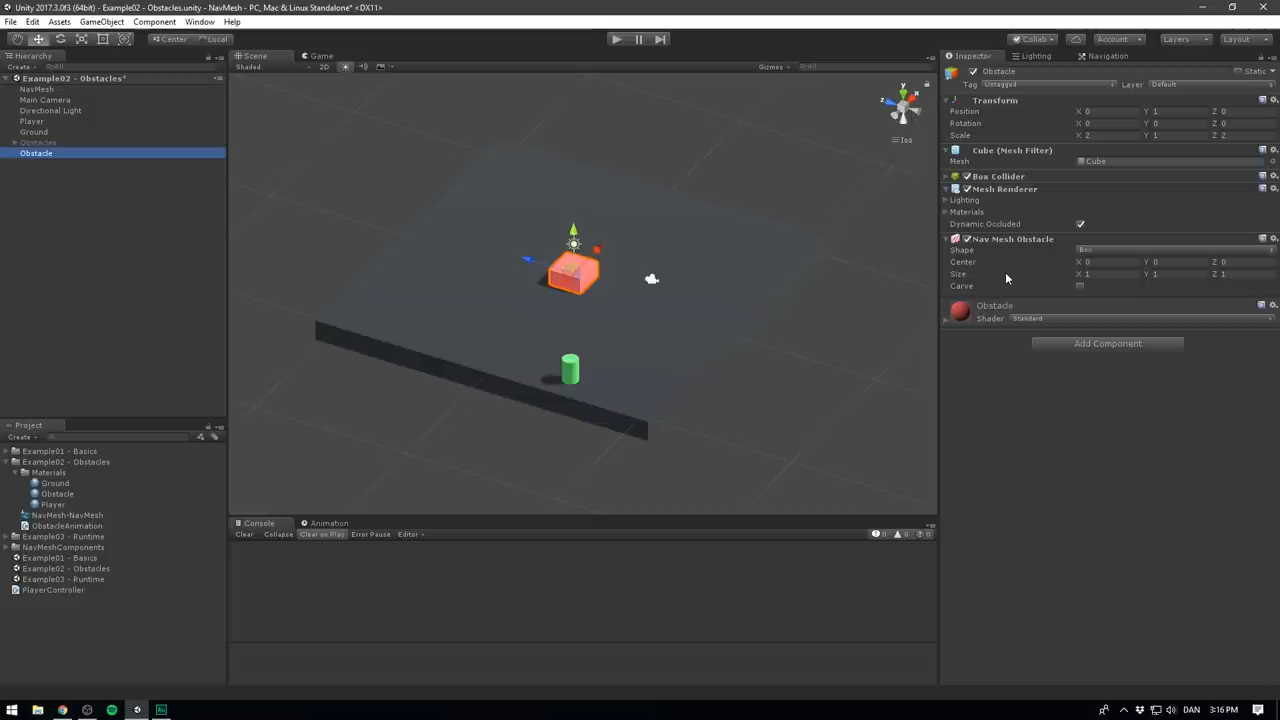 Unity 2017.3.0f3 (64bit) - Example02 - Obstacles.unity - NavMesh - PC, Mac & Linux Standalone* <DX11>
File Edit Assets GameObject Component Window Help
Center Local
Collab Account Layers Layout
Hierarchy
Create All
Example02 - Obstacles*
NavMesh
Main Camera
Directional Light
Player
Ground
Obstacles
Obstacle
Scene Game
Shaded 2D Gizmos All
y
x
z
Iso
Project
Create
Example01 - Basics
Example02 - Obstacles
Materials
Ground
Obstacle
Player
NavMesh-NavMesh
ObstacleAnimation
Example03 - Runtime
NavMeshComponents
Example01 - Basics
Example02 - Obstacles
Example03 - Runtime
PlayerController
Console Animation
Clear Collapse Clear on Play Error Pause Editor 0 0 0
Inspector Lighting Navigation
Obstacle Static
Tag Untagged Layer Default
Transform
Position X 0 Y 1 Z 0
Rotation X 0 Y 0 Z 0
Scale X 2 Y 1 Z 2
Cube (Mesh Filter)
Mesh Cube
Box Collider
Mesh Renderer
Lighting
Materials
Dynamic Occluded
Nav Mesh Obstacle
Shape Box
Center X 0 Y 0 Z 0
Size X 1 Y 1 Z 1
Carve
Obstacle
Shader Standard
Add Component
Au
DAN 3:16 PM